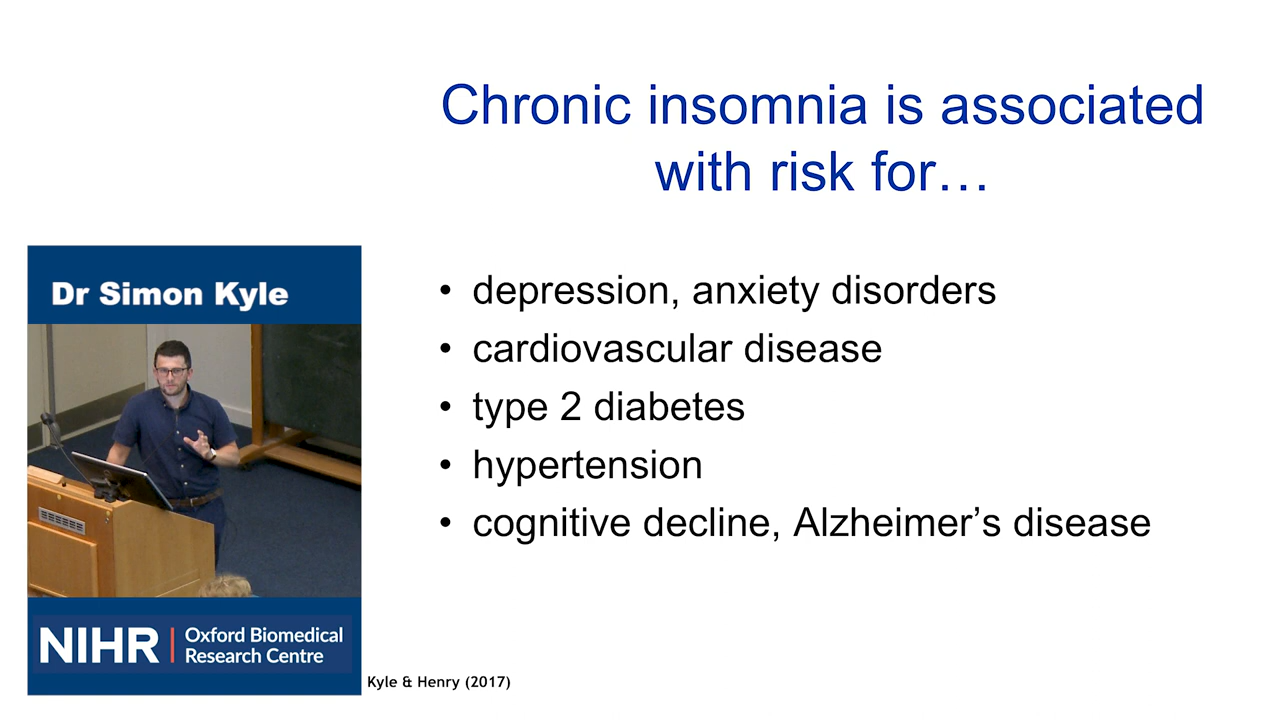 Chronic insomnia is associated
with risk for…
Dr Simon Kyle
• depression, anxiety disorders
• cardiovascular disease
• type 2 diabetes
• hypertension
• cognitive decline, Alzheimer’s disease
NIHR | Oxford Biomedical
Research Centre
Kyle & Henry (2017)